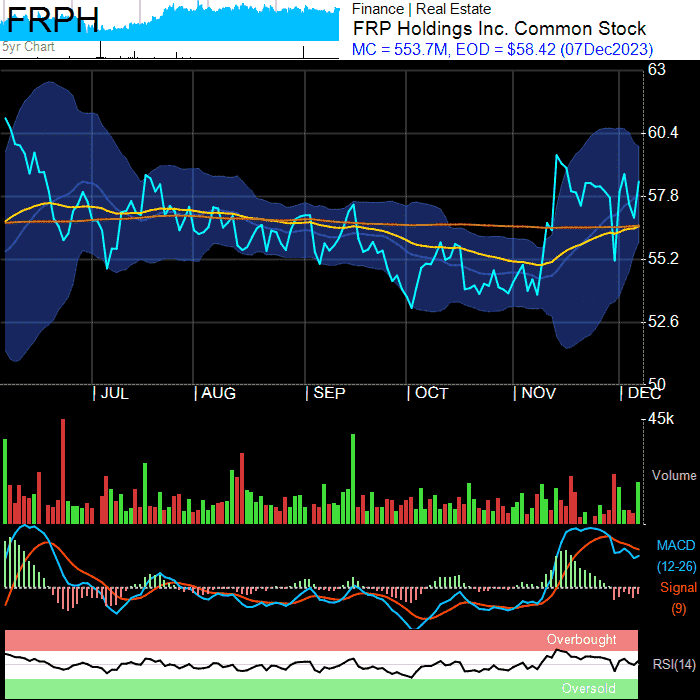 FRPH
5yr Chart
Finance | Real Estate
FRP Holdings Inc. Common Stock
MC = 553.7M, EOD = $58.42 (07Dec2023)
63
60.4
57.8
55.2
52.6
50
JUL
AUG
SEP
OCT
NOV
DEC
45k
Volume
MACD
(12-26)
Signal
(9)
Overbought
RSI(14)
Oversold